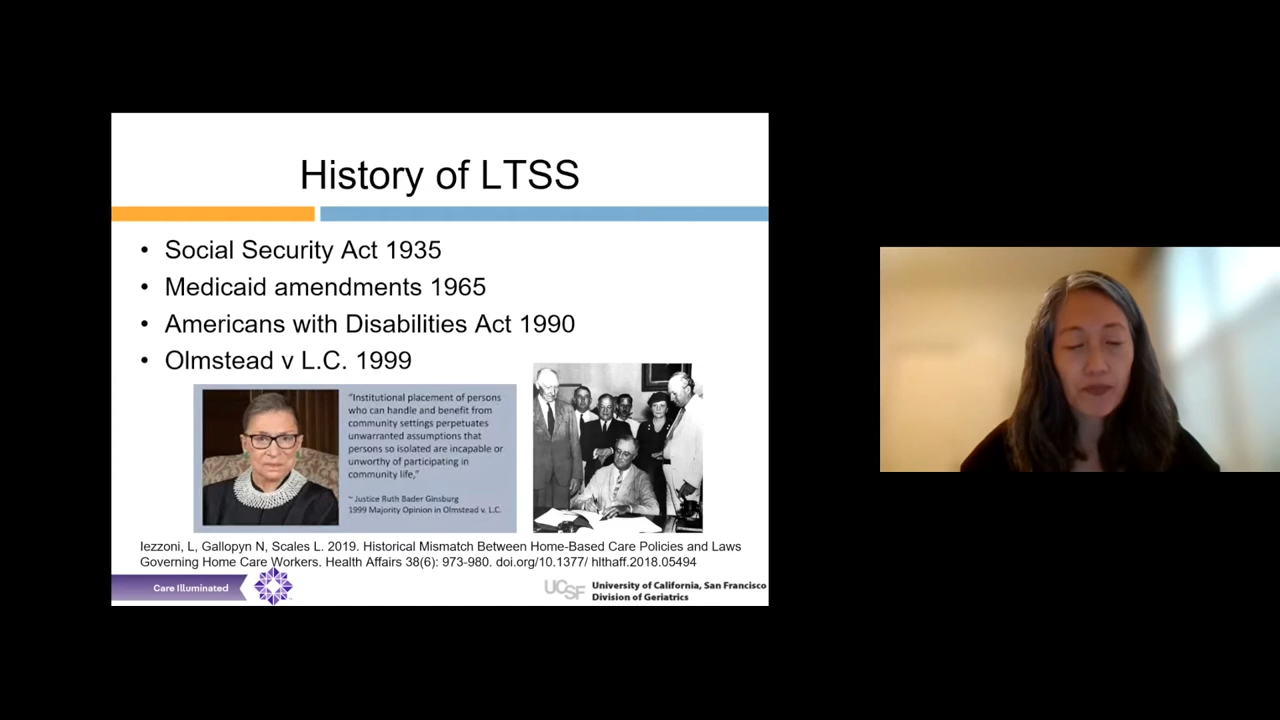 History of LTSS
• Social Security Act 1935
• Medicaid amendments 1965
• Americans with Disabilities Act 1990
• Olmstead v L.C. 1999
"Institutional placement of persons
who can handle and benefit from
community settings perpetuates
unwarranted assumptions that
persons so isolated are incapable or
unworthy of participating in
community life,"
~ Justice Ruth Bader Ginsburg
1999 Majority Opinion in Olmstead v. L.C.
Iezzoni, L, Gallopyn N, Scales L. 2019. Historical Mismatch Between Home-Based Care Policies and Laws
Governing Home Care Workers. Health Affairs 38(6): 973-980. doi.org/10.1377/ hlthaff.2018.05494
Care Illuminated
UCSF
University of California, San Francisco
Division of Geriatrics